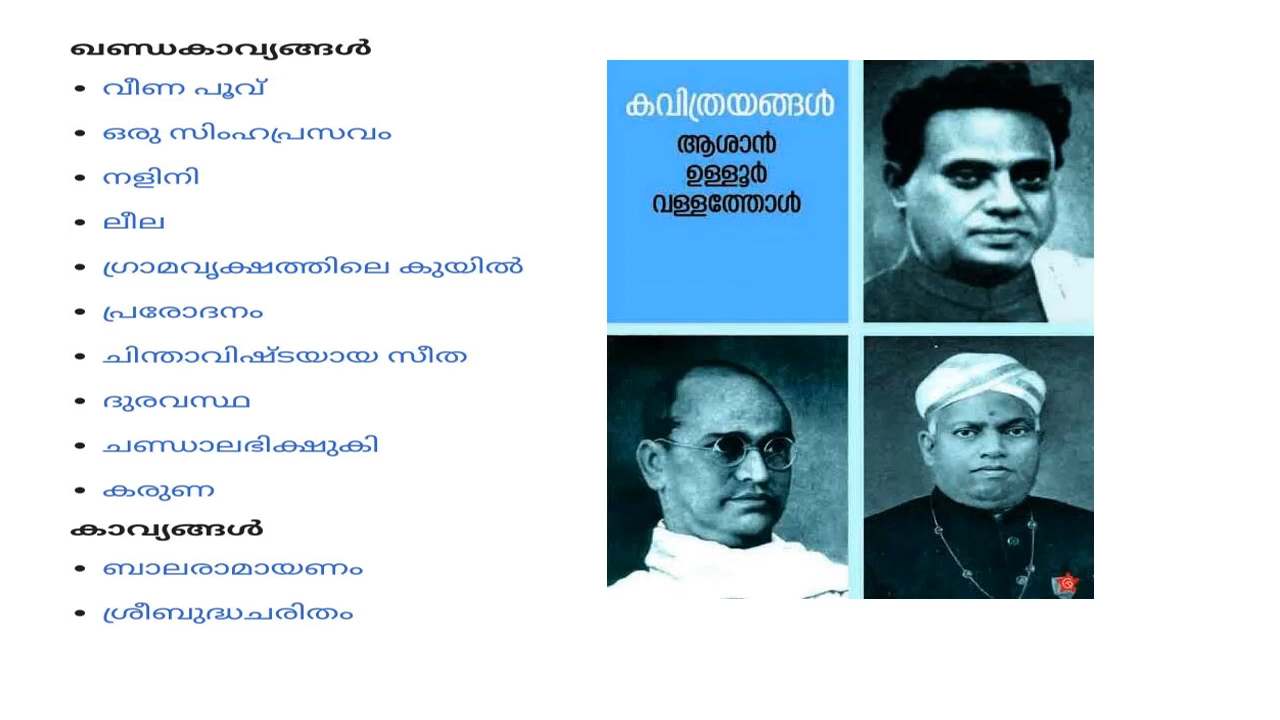 ഖണ്ഡകാവ്യങ്ങൾ
വീണ പൂവ്
ഒരു സിംഹപ്രസവം
നളിനി
ലീല
ഗ്രാമവൃക്ഷത്തിലെ കുയിൽ
പ്രരോദനം
ചിന്താവിഷ്ടയായ സീത
ദുരവസ്ഥ
ചണ്ഡാലഭിക്ഷുകി
കരുണ
കാവ്യങ്ങൾ
ബാലരാമായണം
ശ്രീബുദ്ധചരിതം
കവിത്രയങ്ങൾ
ആശാൻ
ഉള്ളൂർ
വള്ളത്തോൾ